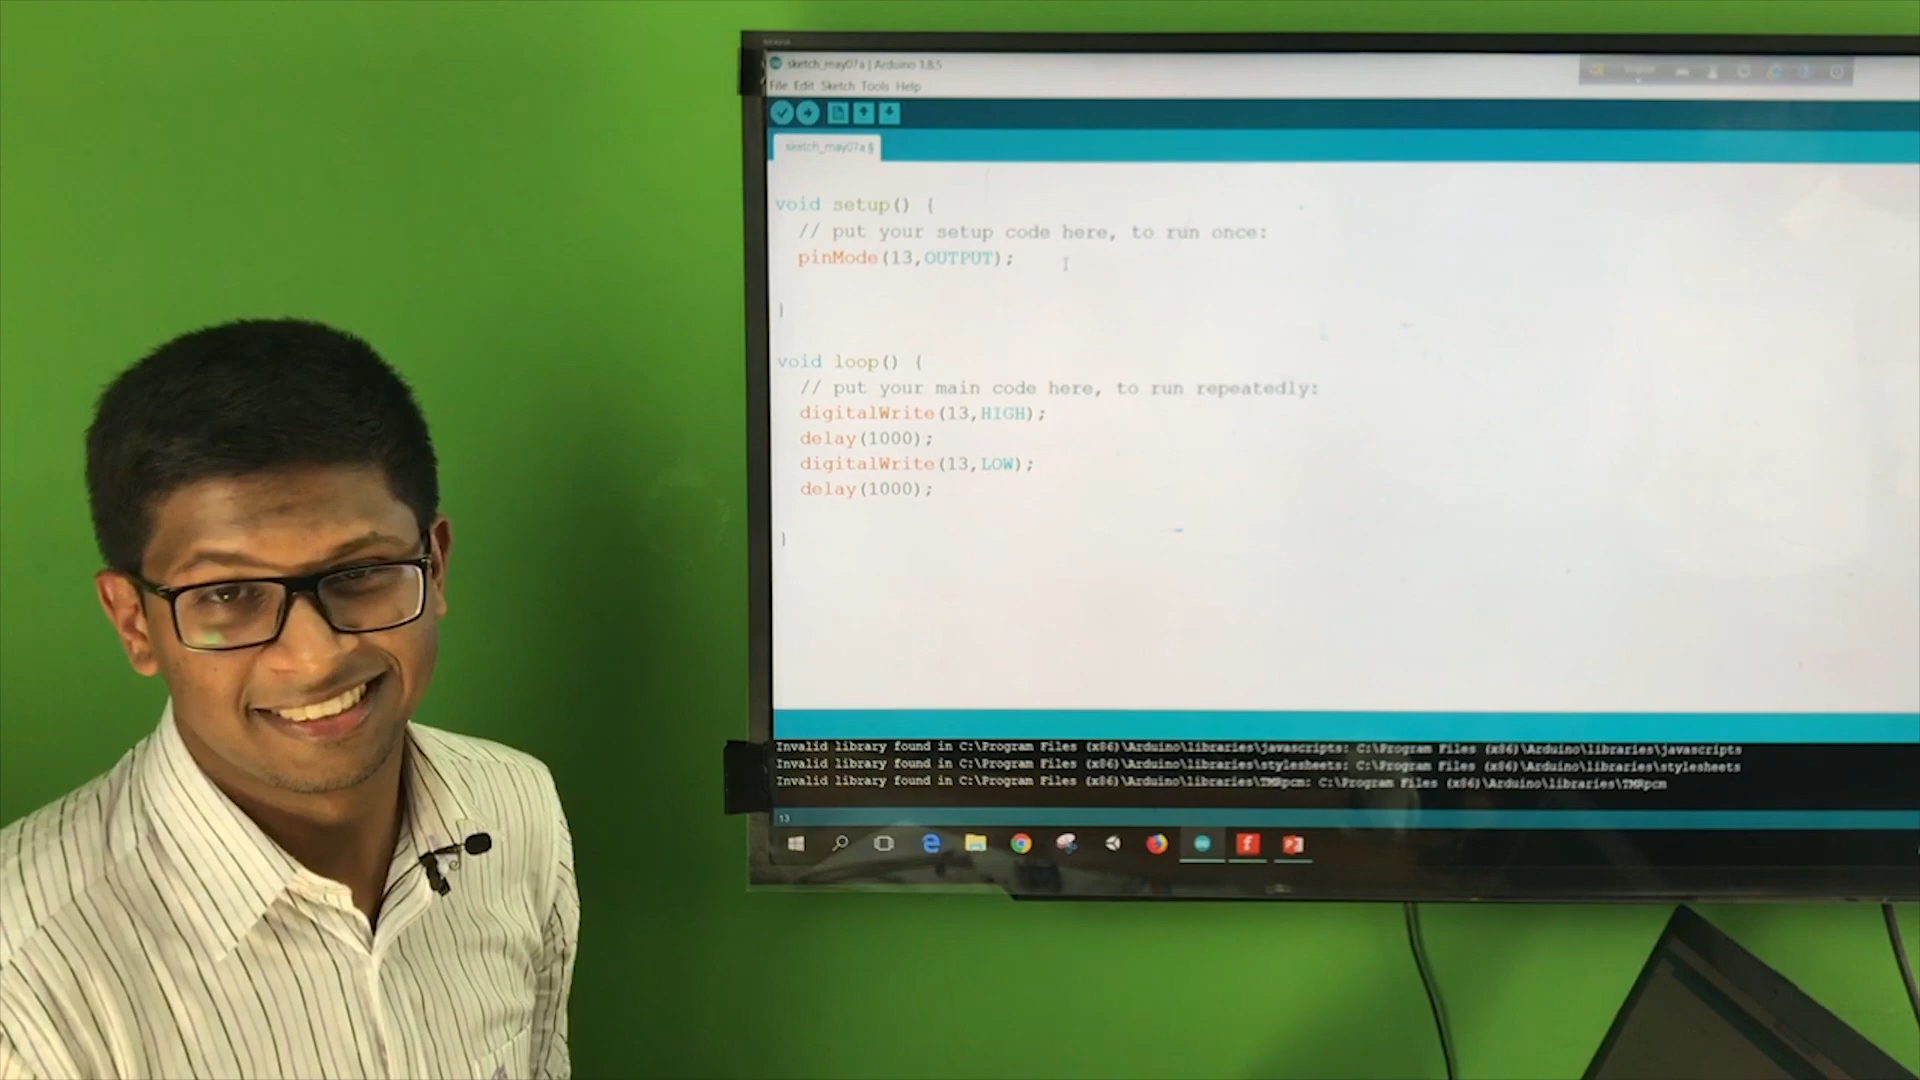 sketch_may07a | Arduino 1.8.5
File Edit Sketch Tools Help
sketch_may07a §
void setup() {
// put your setup code here, to run once:
pinMode(13,OUTPUT);
}
void loop() {
// put your main code here, to run repeatedly:
digitalWrite(13,HIGH);
delay(1000);
digitalWrite(13,LOW);
delay(1000);
}
Invalid library found in C:\Program Files (x86)\Arduino\libraries\javascripts: C:\Program Files (x86)\Arduino\libraries\javascripts
Invalid library found in C:\Program Files (x86)\Arduino\libraries\stylesheets: C:\Program Files (x86)\Arduino\libraries\stylesheets
Invalid library found in C:\Program Files (x86)\Arduino\libraries\TMRpcm: C:\Program Files (x86)\Arduino\libraries\TMRpcm
13